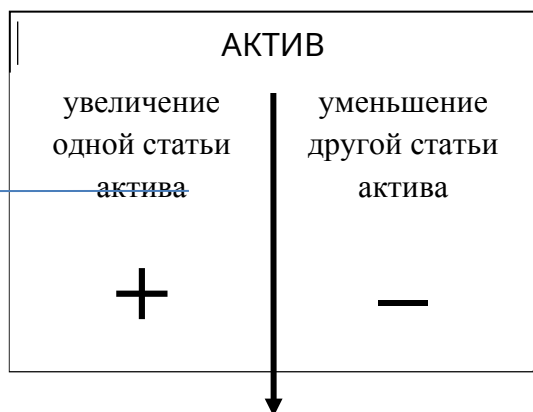 АКТИВ
увеличение
одной статьи
актива
+
уменьшение
другой статьи
актива
–